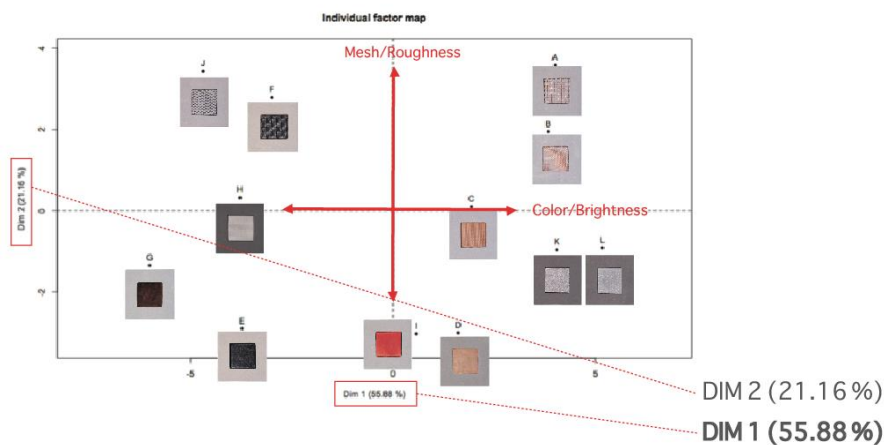 Individual factor map
Mesh/Roughness
4
J
A
F
2
B
Dim 2 (21.16 %)
H
0
C
Color/Brightness
G
K
L
-2
E
I
D
-5
0
5
Dim 1 (55.88 %)
DIM 2 (21.16 %)
DIM 1 (55.88 %)